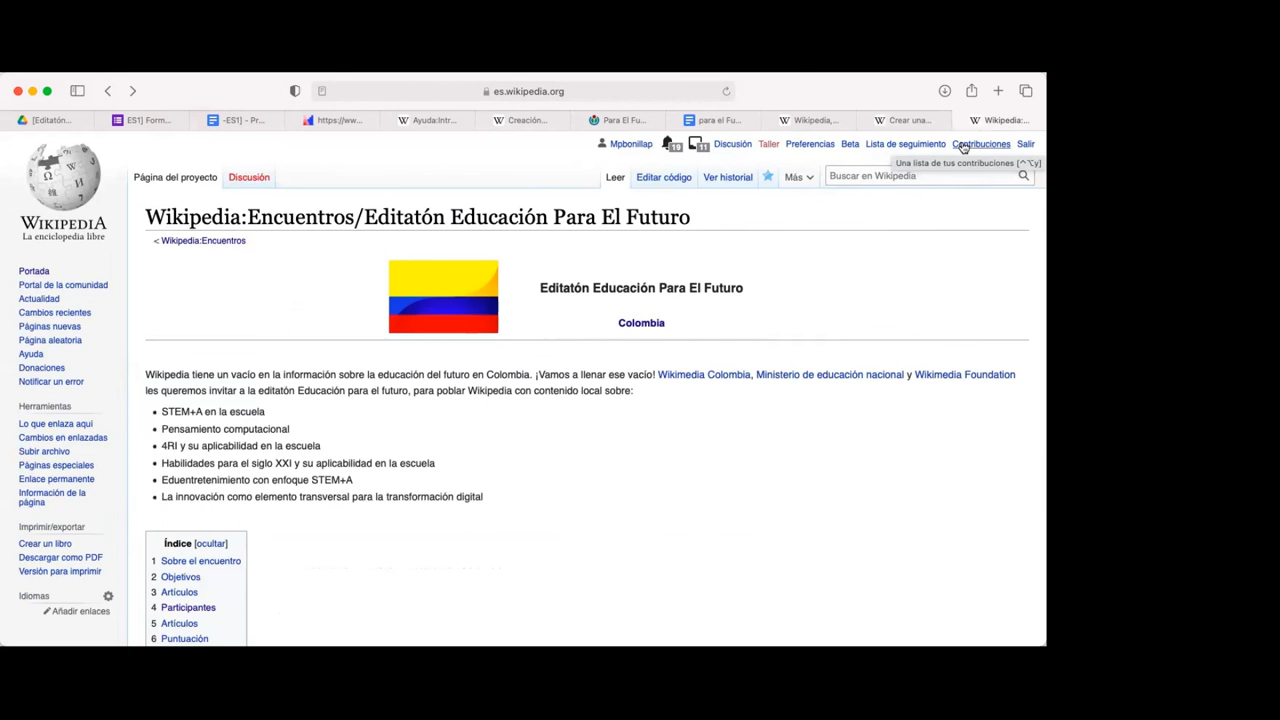 es.wikipedia.org
[Editatón... ES1] Form... -ES1] - Pr... https://ww... Ayuda:Intr... Creación... Para El Fu... para el Fu... Wikipedia,... Crear una... Wikipedia:...
Mpbonillap 19 11 Discusión Taller Preferencias Beta Lista de seguimiento Contribuciones Salir
Una lista de tus contribuciones [^⌥y]
Página del proyecto Discusión Leer Editar código Ver historial Más Buscar en Wikipedia
WIKIPEDIA
La enciclopedia libre
Portada
Portal de la comunidad
Actualidad
Cambios recientes
Páginas nuevas
Página aleatoria
Ayuda
Donaciones
Notificar un error
Herramientas
Lo que enlaza aquí
Cambios en enlazadas
Subir archivo
Páginas especiales
Enlace permanente
Información de la
página
Imprimir/exportar
Crear un libro
Descargar como PDF
Versión para imprimir
Idiomas
Añadir enlaces
Wikipedia:Encuentros/Editatón Educación Para El Futuro
< Wikipedia:Encuentros
Editatón Educación Para El Futuro
Colombia
Wikipedia tiene un vacío en la información sobre la educación del futuro en Colombia. ¡Vamos a llenar ese vacío! Wikimedia Colombia, Ministerio de educación nacional y Wikimedia Foundation
les queremos invitar a la editatón Educación para el futuro, para poblar Wikipedia con contenido local sobre:
• STEM+A en la escuela
• Pensamiento computacional
• 4RI y su aplicabilidad en la escuela
• Habilidades para el siglo XXI y su aplicabilidad en la escuela
• Eduentretenimiento con enfoque STEM+A
• La innovación como elemento transversal para la transformación digital
Índice [ocultar]
1 Sobre el encuentro
2 Objetivos
3 Artículos
4 Participantes
5 Artículos
6 Puntuación